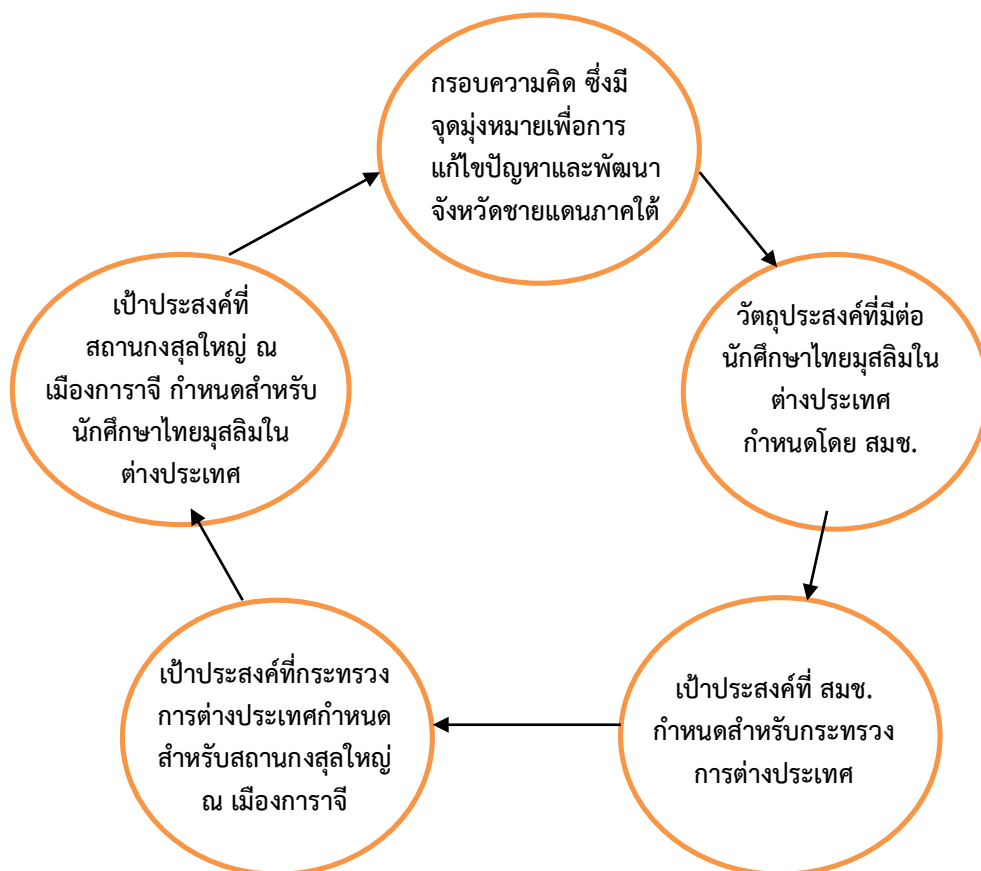 กรอบความคิด ซึ่งมี
จุดมุ่งหมายเพื่อการ
แก้ไขปัญหาและพัฒนา
จังหวัดชายแดนภาคใต้
วัตถุประสงค์ที่มีต่อ
นักศึกษาไทยมุสลิมใน
ต่างประเทศ
กำหนดโดย สมช.
เป้าประสงค์ที่ สมช.
กำหนดสำหรับกระทรวง
การต่างประเทศ
เป้าประสงค์ที่กระทรวง
การต่างประเทศกำหนด
สำหรับสถานกงสุลใหญ่
ณ เมืองการาจี
เป้าประสงค์ที่
สถานกงสุลใหญ่ ณ
เมืองการาจี กำหนดสำหรับ
นักศึกษาไทยมุสลิมใน
ต่างประเทศ